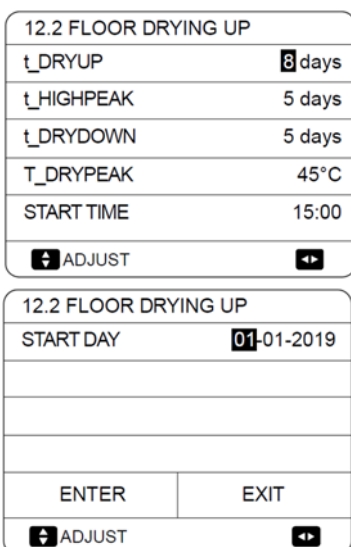 12.2 FLOOR DRYING UP
t_DRYUP 8 days
t_HIGHPEAK 5 days
t_DRYDOWN 5 days
T_DRYPEAK 45°C
START TIME 15:00
ADJUST
12.2 FLOOR DRYING UP
START DAY 01-01-2019
ENTER EXIT
ADJUST